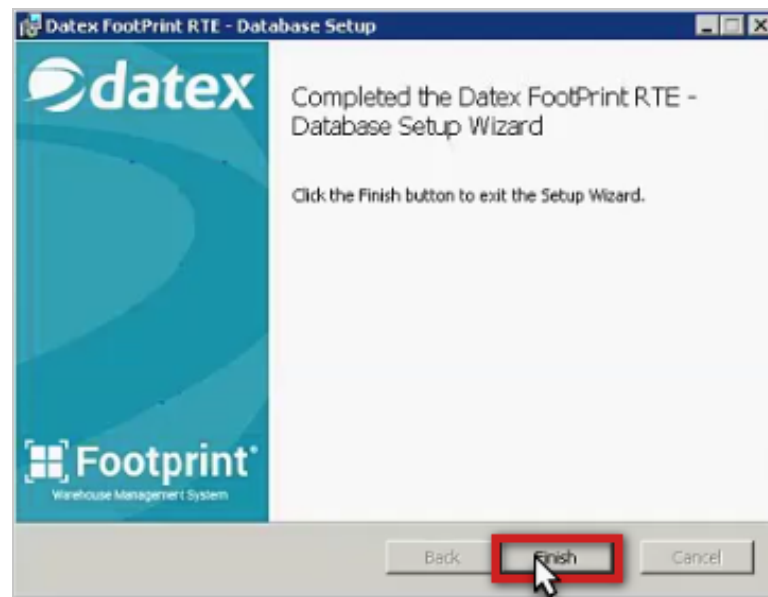 Datex FootPrint RTE - Database Setup
datex
Completed the Datex FootPrint RTE -
Database Setup Wizard
Click the Finish button to exit the Setup Wizard.
Footprint®
Warehouse Management System
Back
Finish
Cancel